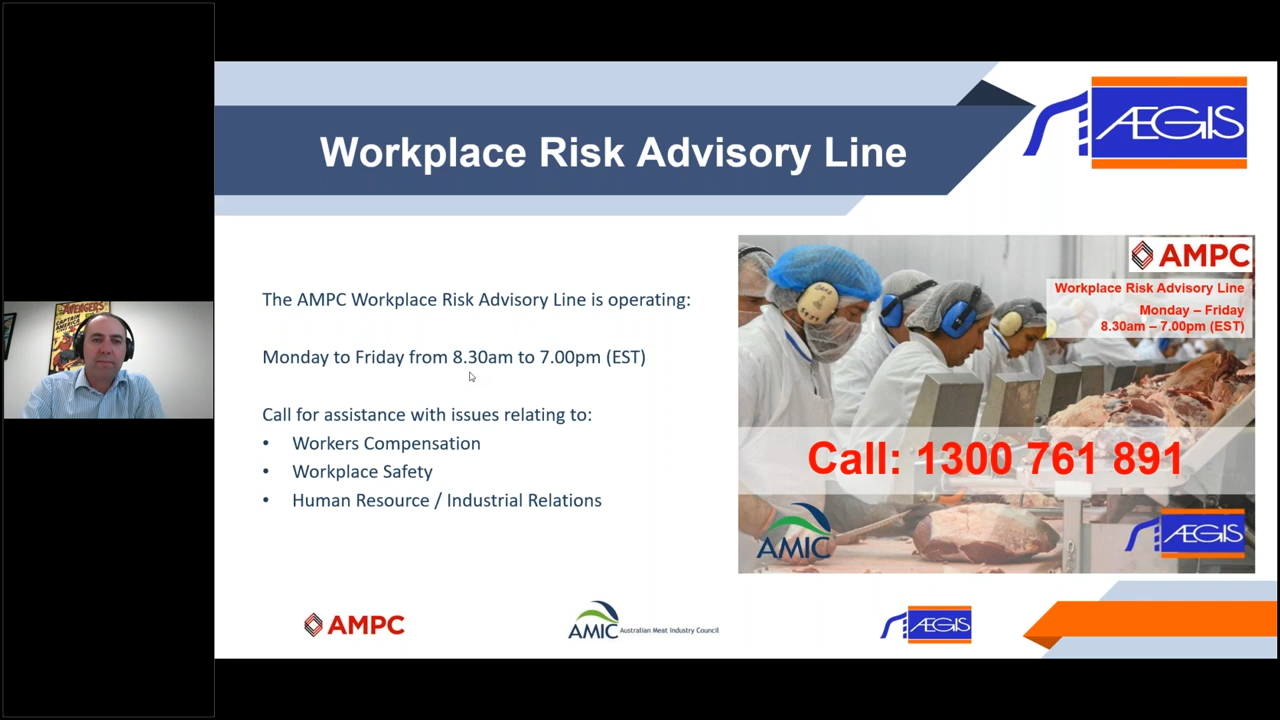 Workplace Risk Advisory Line
ÆGIS
The AMPC Workplace Risk Advisory Line is operating:
Monday to Friday from 8.30am to 7.00pm (EST)
Call for assistance with issues relating to:
• Workers Compensation
• Workplace Safety
• Human Resource / Industrial Relations
AMPC
Workplace Risk Advisory Line
Monday – Friday
8.30am – 7.00pm (EST)
Call: 1300 761 891
AMIC
ÆGIS
AVENGERS
CAPTAIN
AMERICA
AMPC
AMIC Australian Meat Industry Council
ÆGIS